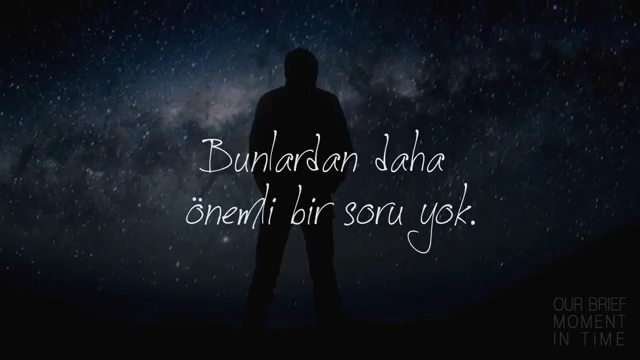 Bunlardan daha
önemli bir soru yok.
OUR BRIEF
MOMENT
IN TiME